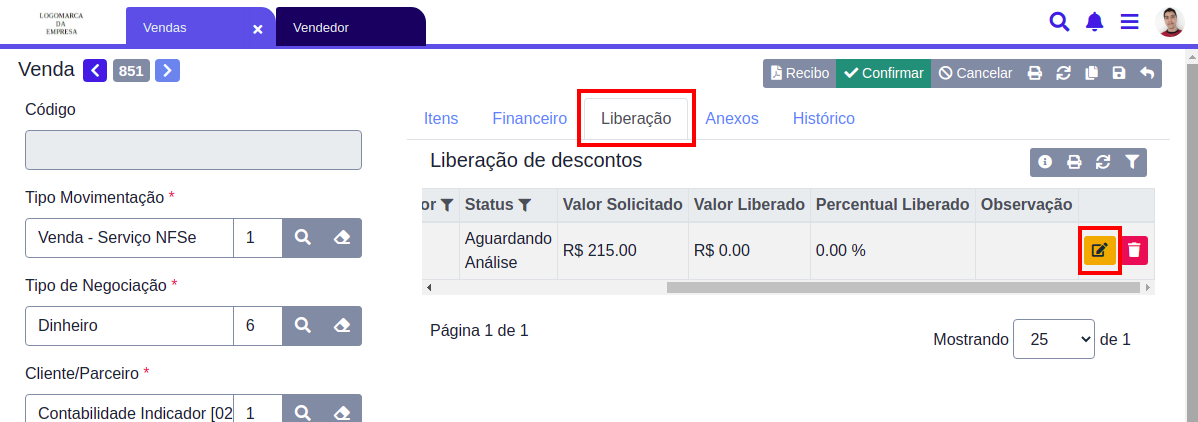 LOGOMARCA
DA
EMPRESA
Vendas
Vendedor
Venda 851
Recibo Confirmar Cancelar
Código
Itens Financeiro Liberação Anexos Histórico
Liberação de descontos
Tipo Movimentação *
Venda - Serviço NFSe 1
or Status Valor Solicitado Valor Liberado Percentual Liberado Observação
Aguardando
Análise R$ 215.00 R$ 0.00 0.00 %
Tipo de Negociação *
Dinheiro 6
Página 1 de 1
Mostrando 25 de 1
Cliente/Parceiro *
Contabilidade Indicador [02 1